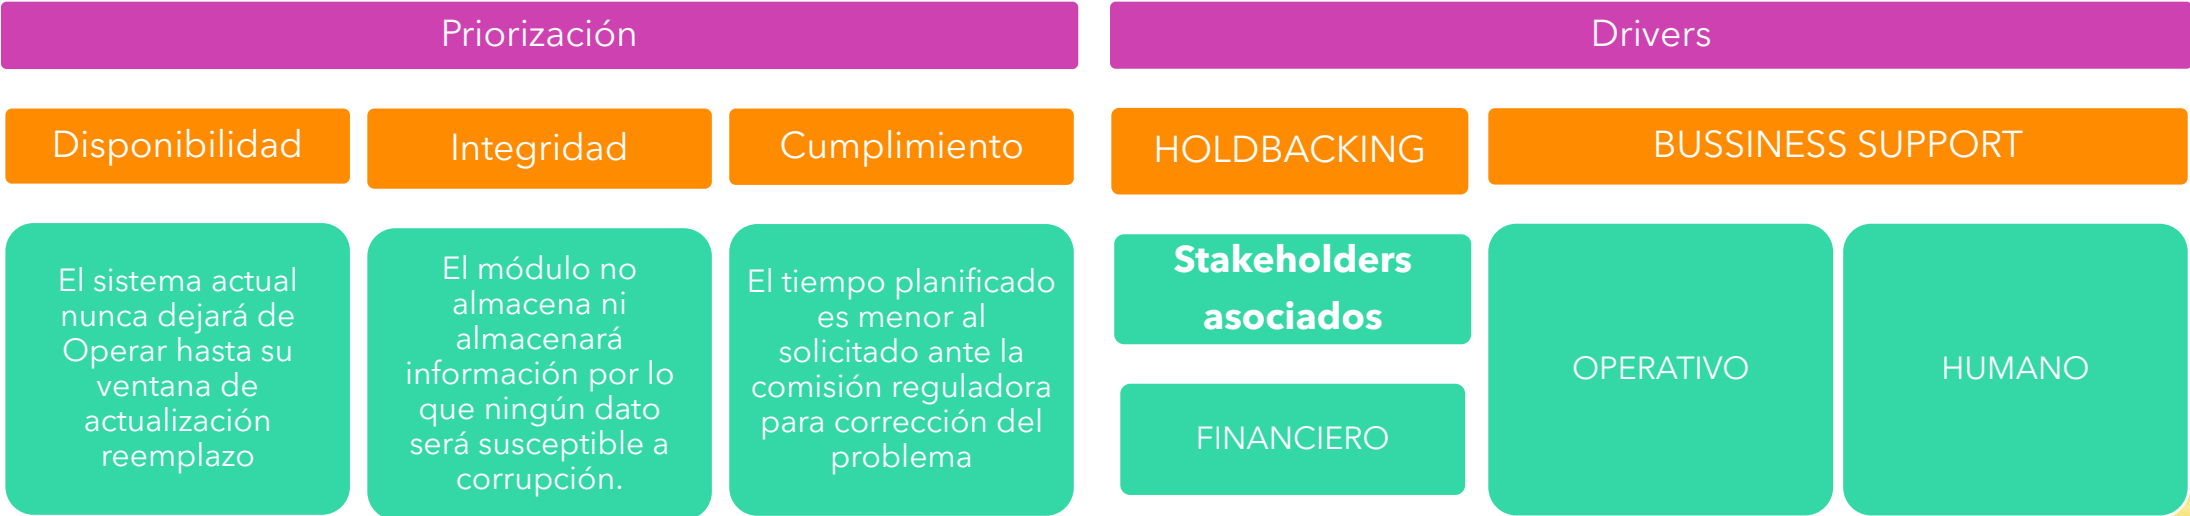 Priorización
Drivers
Disponibilidad
Integridad
Cumplimiento
HOLDBACKING
BUSSINESS SUPPORT
El sistema actual
nunca dejará de
Operar hasta su
ventana de
actualización
reemplazo
El módulo no
almacena ni
almacenará
información por lo
que ningún dato
será susceptible a
corrupción.
El tiempo planificado
es menor al
solicitado ante la
comisión reguladora
para corrección del
problema
Stakeholders
asociados
FINANCIERO
OPERATIVO
HUMANO